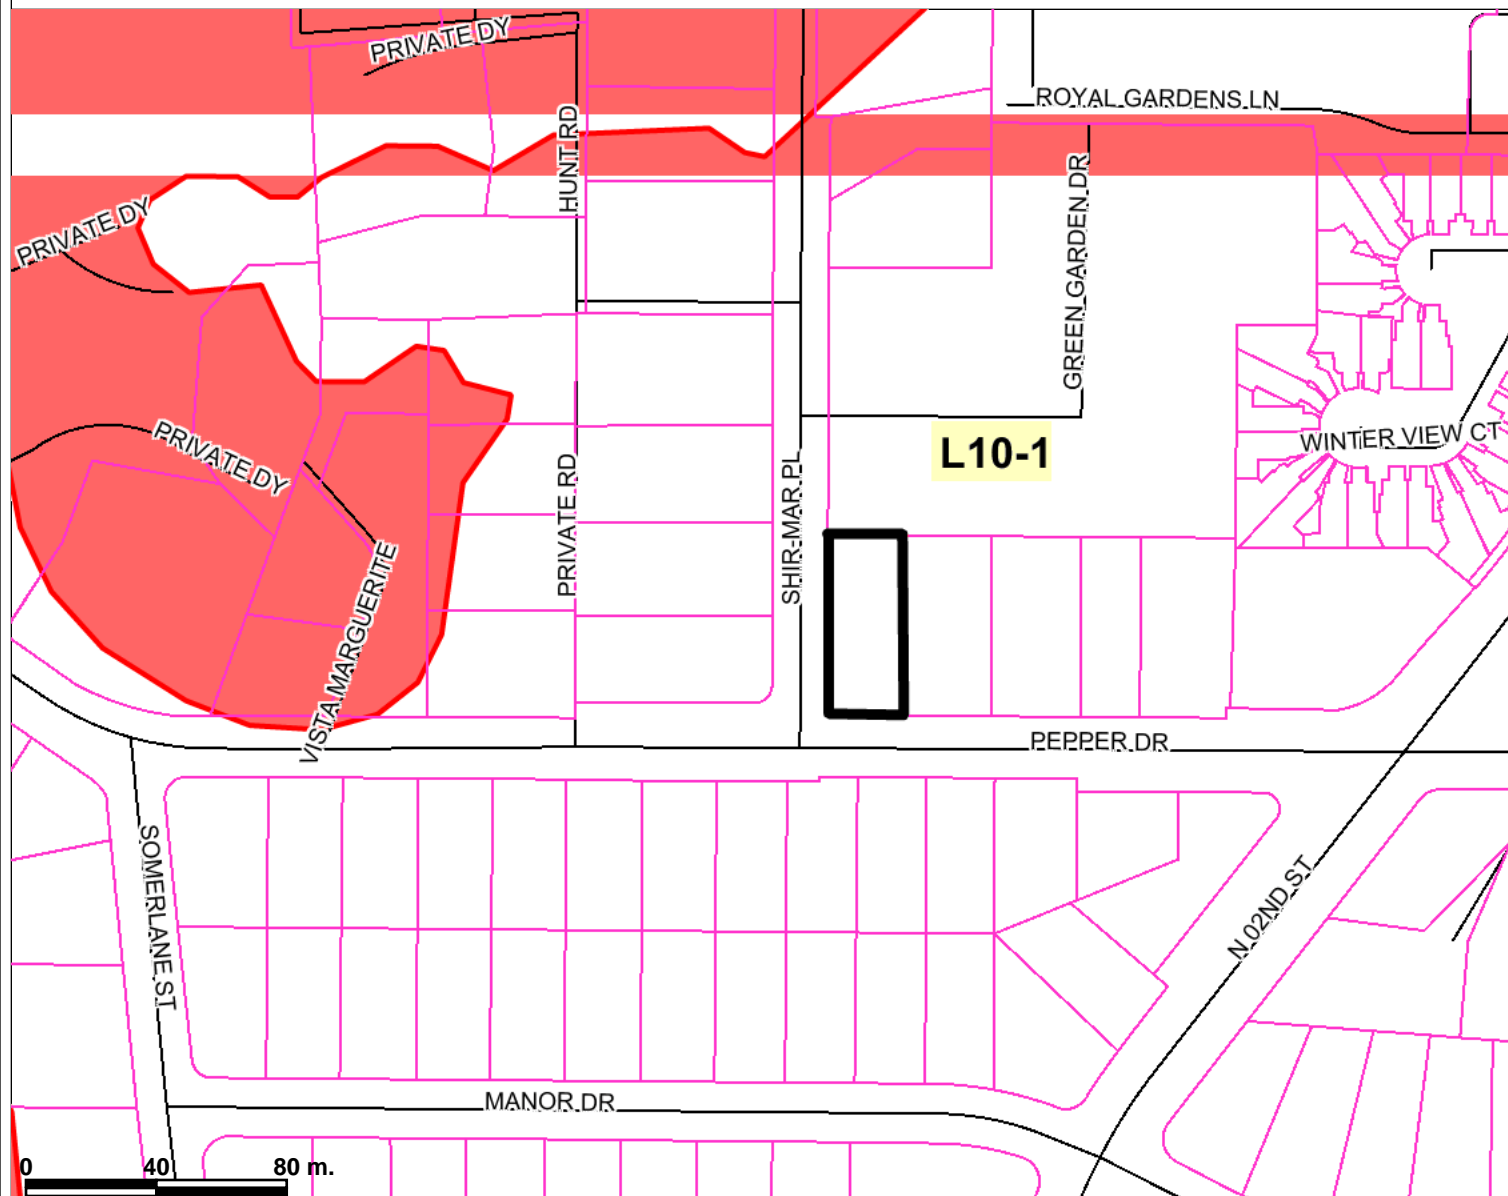 PRIVATE DY
ROYAL GARDENS LN
HUNT RD
PRIVATE DY
GREEN GARDEN DR
PRIVATE DY
L10-1
WINTER VIEW CT
PRIVATE RD
SHIR-MAR PL
VISTA MARGUERITE
PEPPER DR
SOMERLANE ST
N 02ND ST
MANOR DR
0 40 80 m.